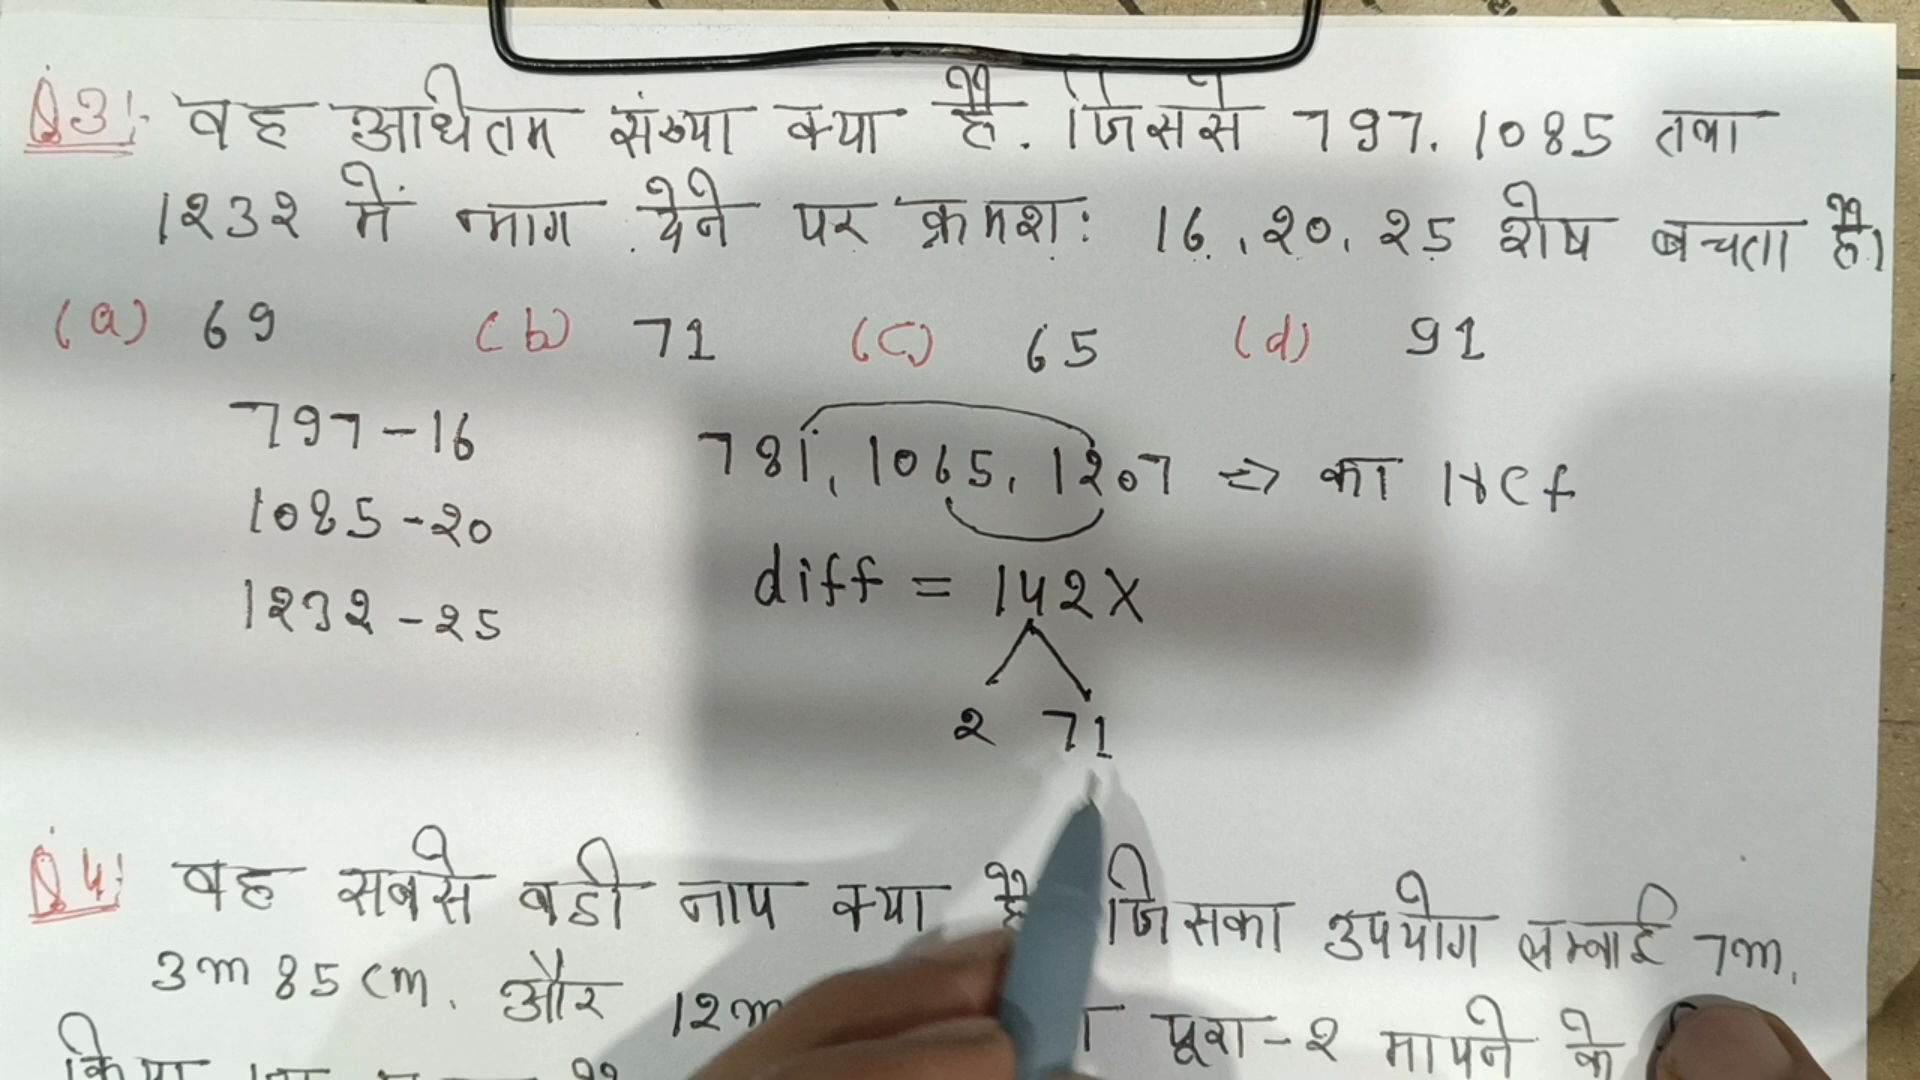 Q3:- वह अधितम संख्या क्या है. जिससे 797. 1085 तथा
1232 में भाग देने पर क्रमश: 16, 20, 25 शेष बचता है।
(a) 69 (b) 71 (c) 65 (d) 91
797-16
1085-20
1232-25
781, 1065, 1207 => का HCf
diff = 142X
2 71
Q4: वह सबसे बडी नाप क्या है जिसका उपयोग लम्बाई 7m,
3m 85cm. और 12m पूरा-2 मापने के